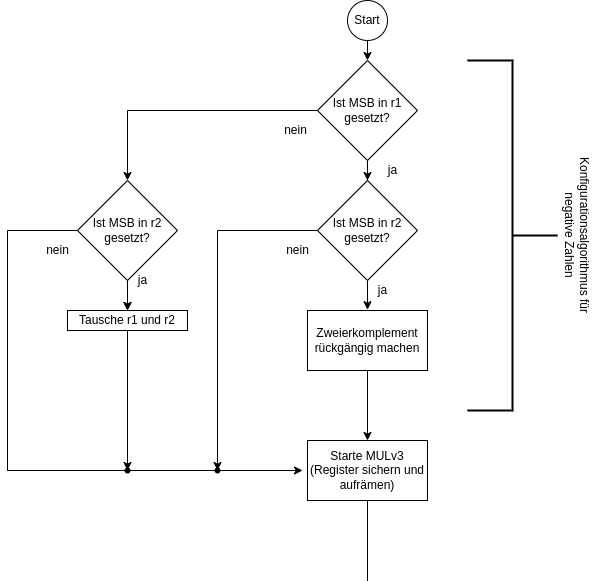 Start
Ist MSB in r1
gesetzt?
nein
ja
Ist MSB in r2
gesetzt?
nein
ja
Ist MSB in r2
gesetzt?
nein
ja
Tausche r1 und r2
Zweierkomplement
rückgängig machen
Starte MULv3
(Register sichern und
aufrämen)
Konfigurationsalgorithmus für
negative Zahlen